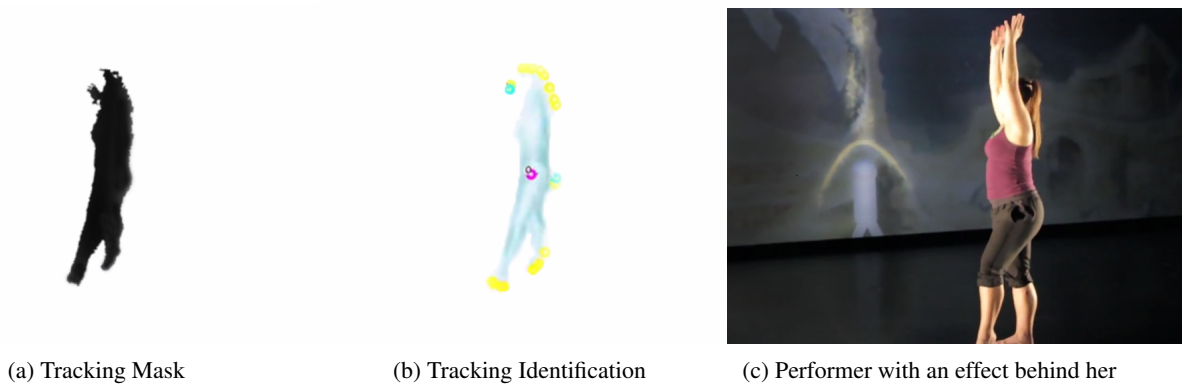 (a) Tracking Mask
(b) Tracking Identification
(c) Performer with an effect behind her